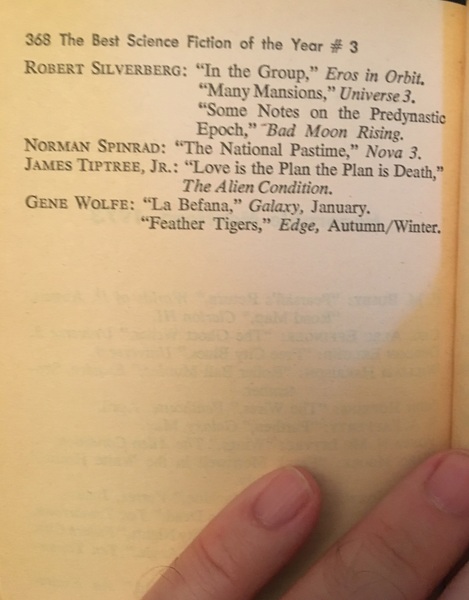 368 The Best Science Fiction of the Year # 3
ROBERT SILVERBERG: “In the Group,” Eros in Orbit.
“Many Mansions,” Universe 3.
“Some Notes on the Predynastic
Epoch,” Bad Moon Rising.
NORMAN SPINRAD: “The National Pastime,” Nova 3.
JAMES TIPTREE, JR.: “Love is the Plan the Plan is Death,”
The Alien Condition.
GENE WOLFE: “La Befana,” Galaxy, January.
“Feather Tigers,” Edge, Autumn/Winter.